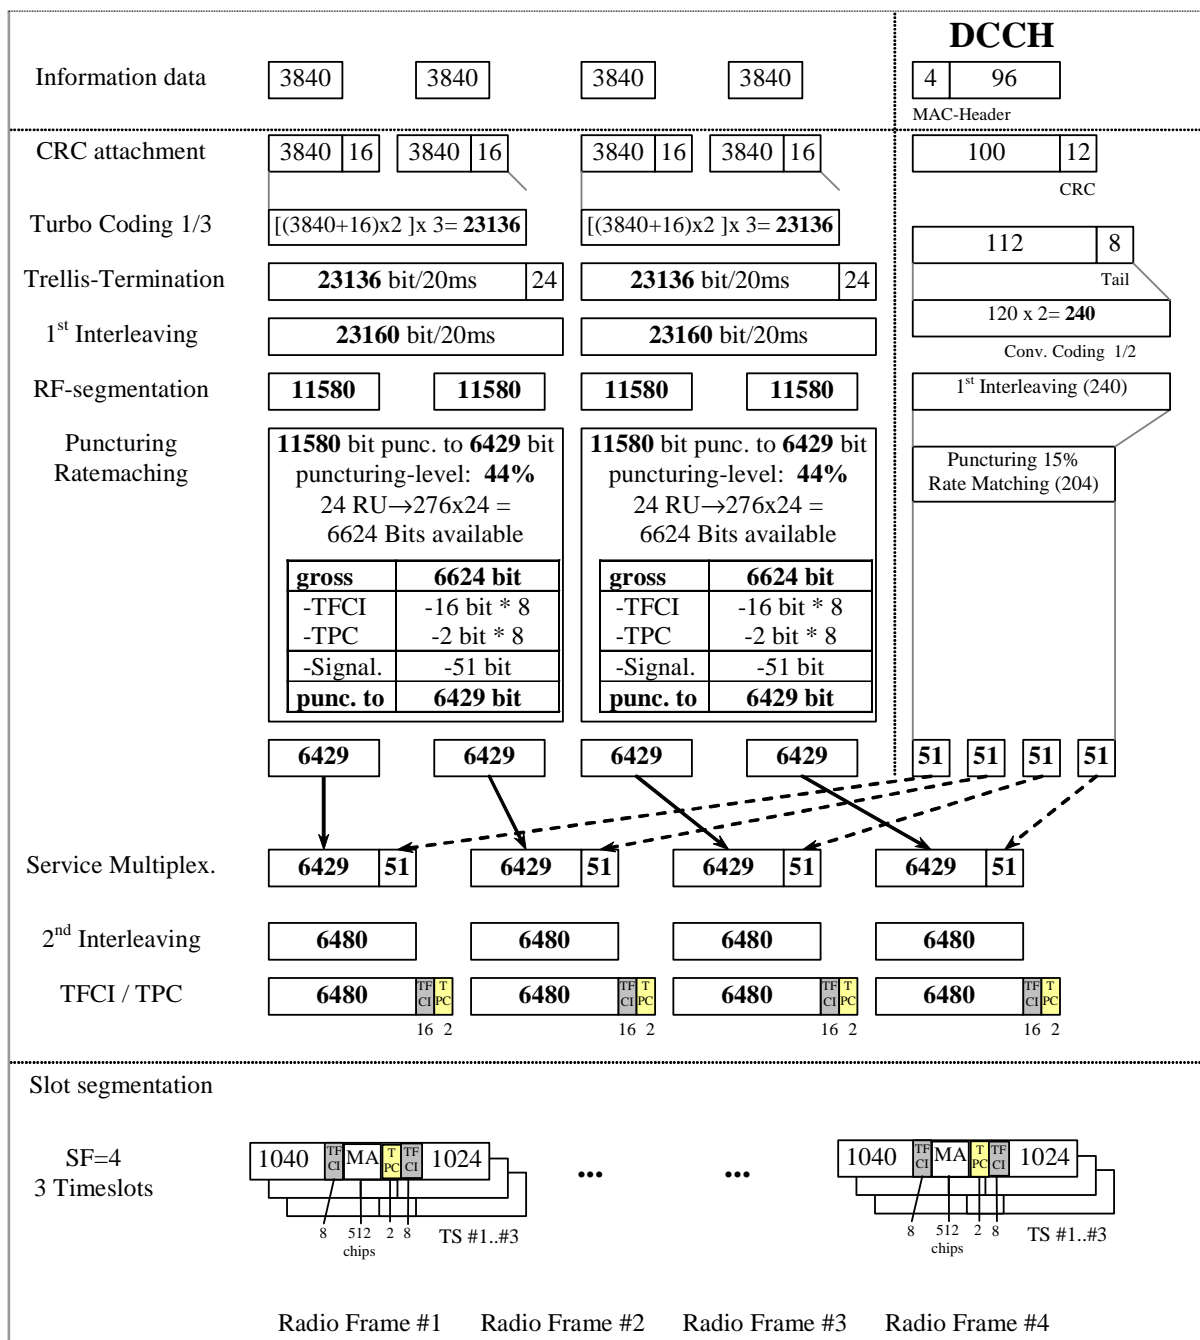 DCCH
Information data 3840 3840 3840 3840 4 96
MAC-Header
CRC attachment 3840 16 3840 16 3840 16 3840 16 100 12
CRC
Turbo Coding 1/3 [(3840+16)x2 ]x 3= 23136 [(3840+16)x2 ]x 3= 23136 112 8
Trellis-Termination 23136 bit/20ms 24 23136 bit/20ms 24 Tail
120 x 2= 240
1st Interleaving 23160 bit/20ms 23160 bit/20ms
Conv. Coding 1/2
RF-segmentation 11580 11580 11580 11580 1st Interleaving (240)
Puncturing 11580 bit punc. to 6429 bit 11580 bit punc. to 6429 bit
Ratemaching puncturing-level: 44% puncturing-level: 44% Puncturing 15%
24 RU→276x24 = 24 RU→276x24 = Rate Matching (204)
6624 Bits available 6624 Bits available
gross 6624 bit gross 6624 bit
-TFCI -16 bit * 8 -TFCI -16 bit * 8
-TPC -2 bit * 8 -TPC -2 bit * 8
-Signal. -51 bit -Signal. -51 bit
punc. to 6429 bit punc. to 6429 bit
6429 6429 6429 6429 51 51 51 51
Service Multiplex. 6429 51 6429 51 6429 51 6429 51
2nd Interleaving 6480 6480 6480 6480
TFCI / TPC 6480 TF CI T PC 6480 TF CI T PC 6480 TF CI T PC 6480 TF CI T PC
16 2 16 2 16 2 16 2
Slot segmentation
SF=4 1040 TF CI MA T PC TF CI 1024 ... ... 1040 TF CI MA T PC TF CI 1024
3 Timeslots
8 512 2 8 TS #1..#3 8 512 2 8 TS #1..#3
chips chips
Radio Frame #1 Radio Frame #2 Radio Frame #3 Radio Frame #4